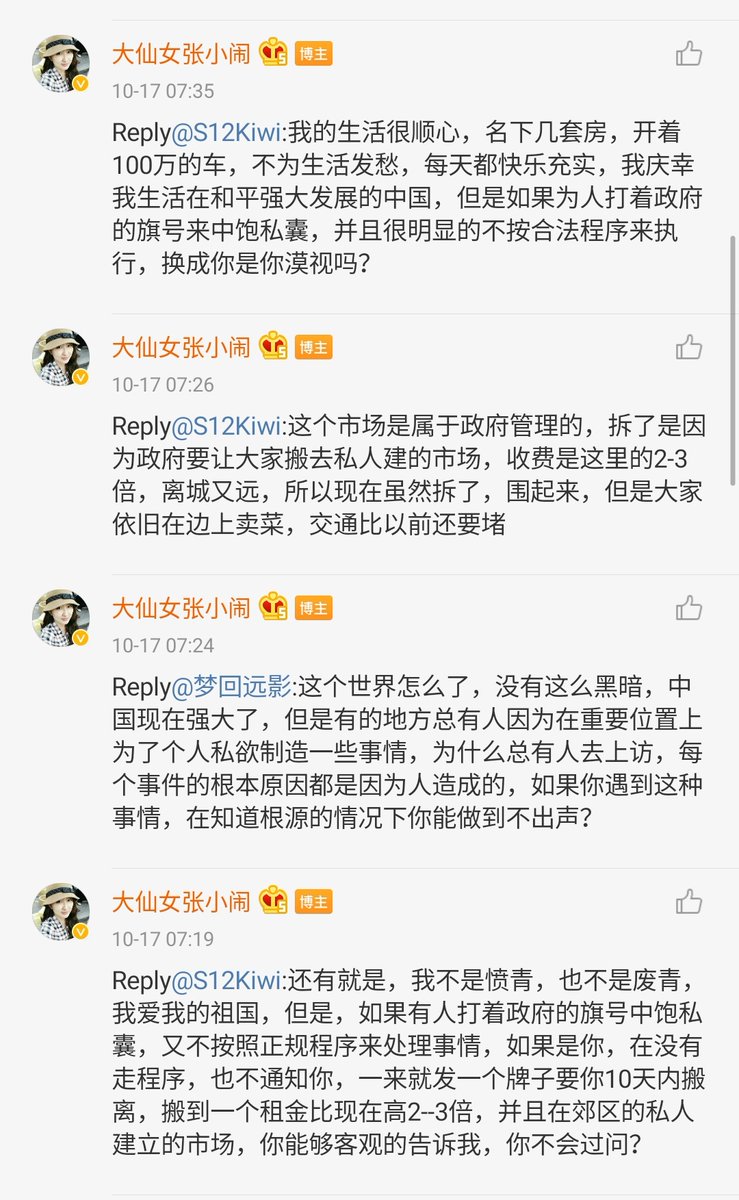 大仙女张小闹 5 博主
10-17 07:35
Reply@S12Kiwi:我的生活很顺心，名下几套房，开着
100万的车，不为生活发愁，每天都快乐充实，我庆幸
我生活在和平强大发展的中国，但是如果为人打着政府
的旗号来中饱私囊，并且很明显的不按合法程序来执
行，换成你是你漠视吗？
大仙女张小闹 5 博主
10-17 07:26
Reply@S12Kiwi:这个市场是属于政府管理的，拆了是因
为政府要让大家搬去私人建的市场，收费是这里的2-3
倍，离城又远，所以现在虽然拆了，围起来，但是大家
依旧在边上卖菜，交通比以前还要堵
大仙女张小闹 5 博主
10-17 07:24
Reply@梦回远影:这个世界怎么了，没有这么黑暗，中
国现在强大了，但是有的地方总有人因为在重要位置上
为了个人私欲制造一些事情，为什么总有人去上访，每
个事件的根本原因都是因为人造成的，如果你遇到这种
事情，在知道根源的情况下你能做到不出声？
大仙女张小闹 5 博主
10-17 07:19
Reply@S12Kiwi:还有就是，我不是愤青，也不是废青，
我爱我的祖国，但是，如果有人打着政府的旗号中饱私
囊，又不按照正规程序来处理事情，如果是你，在没有
走程序，也不通知你，一来就发一个牌子要你10天内搬
离，搬到一个租金比现在高2--3倍，并且在郊区的私人
建立的市场，你能够客观的告诉我，你不会过问？